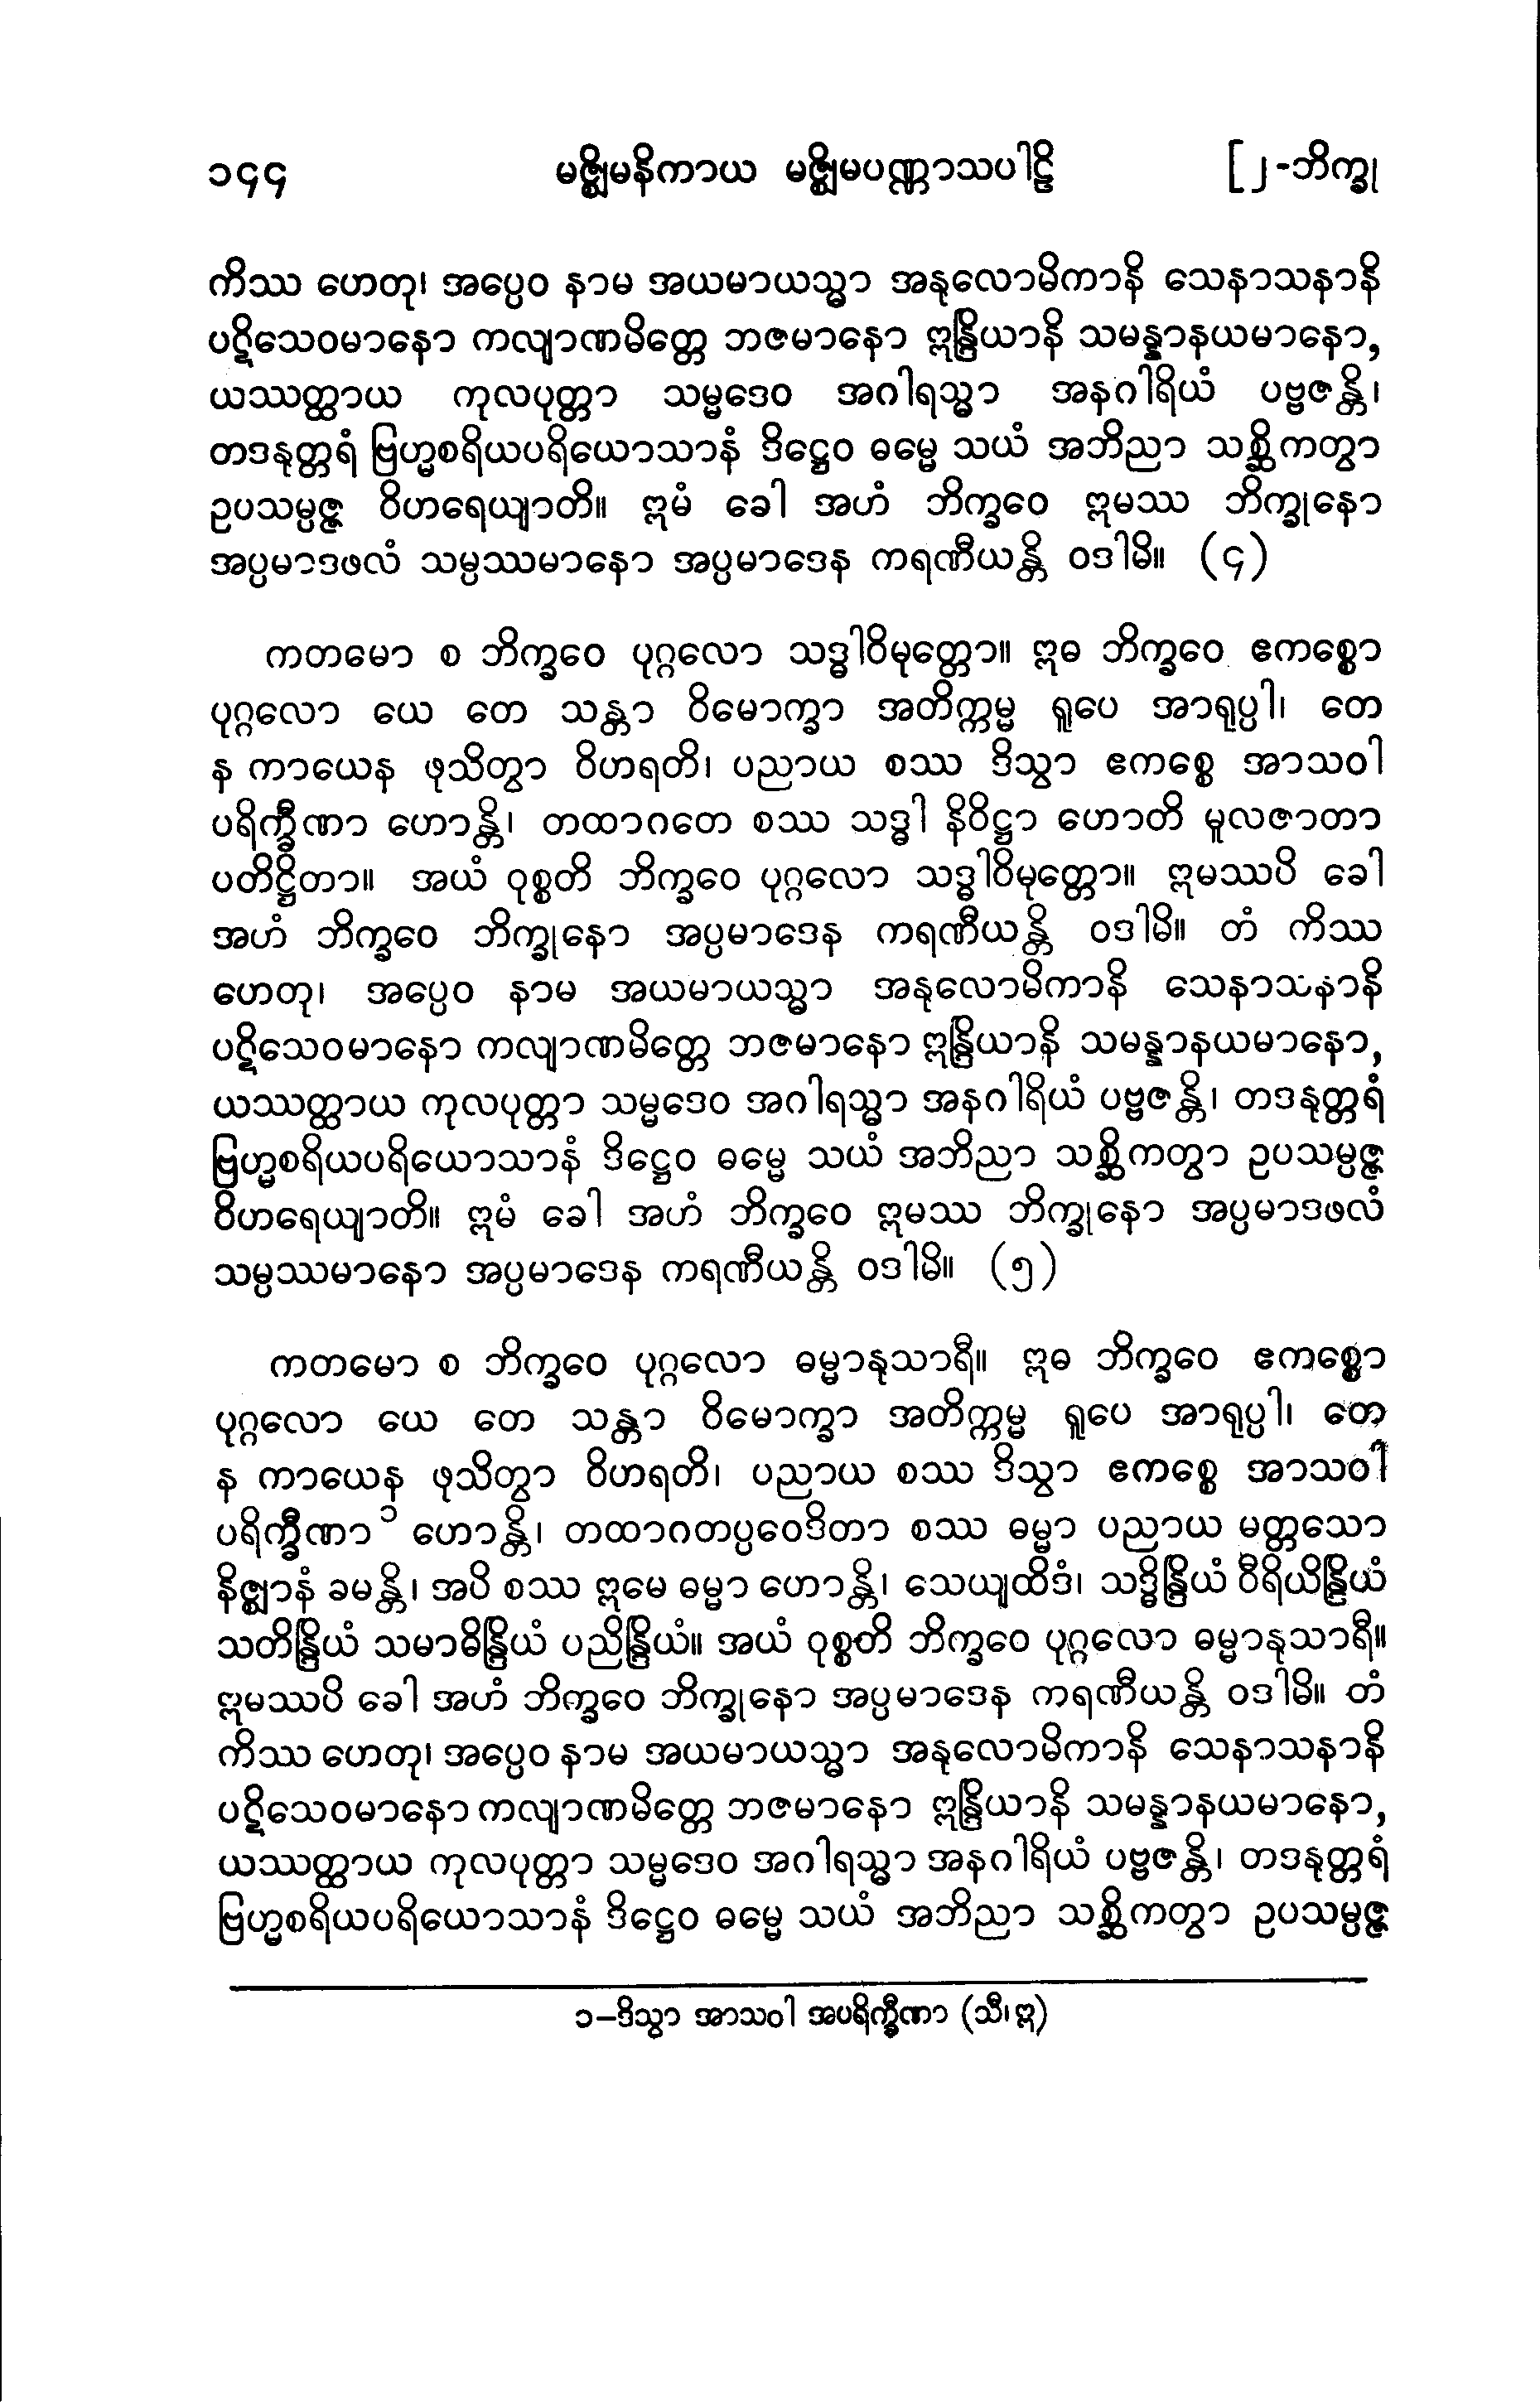 ၁၄၄ မဇ္ဈိမနိကာယ မဇ္ဈိမပဏ္ဏာသပါဠိ [၂-ဘိက္ခု
ကိဿ ဟေတု၊ အပ္ပေဝ နာမ အယမာယသ္မာ အနုလောမိကာနိ သေနာသနာနိ
ပဋိသေဝမာနော ကလျာဏမိတ္တေ ဘဇမာနော ဣန္ဒြိယာနိ သမန္နာနယမာနော,
ယဿတ္ထာယ ကုလပုတ္တာ သမ္မဒေဝ အဂါရသ္မာ အနဂါရိယံ ပဗ္ဗဇန္တိ၊
တဒနုတ္တရံ ဗြဟ္မစရိယပရိယောသာနံ ဒိဋ္ဌေဝ ဓမ္မေ သယံ အဘိညာ သစ္ဆိကတွာ
ဥပသမ္ပဇ္ဇ ဝိဟရေယျာတိ။ ဣမံ ခေါ အဟံ ဘိက္ခဝေ ဣမဿ ဘိက္ခုနော
အပ္ပမာဒဖလံ သမ္ပဿမာနော အပ္ပမာဒေန ကရဏီယန္တိ ဝဒါမိ။ (၄)
ကတမော စ ဘိက္ခဝေ ပုဂ္ဂလော သဒ္ဓါဝိမုတ္တော။ ဣဓ ဘိက္ခဝေ ဧကစ္စော
ပုဂ္ဂလော ယေ တေ သန္တာ ဝိမောက္ခာ အတိက္ကမ္မ ရူပေ အာရုပ္ပါ၊ တေ
န ကာယေန ဖုသိတွာ ဝိဟရတိ၊ ပညာယ စဿ ဒိသွာ ဧကစ္စေ အာသဝါ
ပရိက္ခီဏာ ဟောန္တိ၊ တထာဂတေ စဿ သဒ္ဓါ နိဝိဋ္ဌာ ဟောတိ မူလဇာတာ
ပတိဋ္ဌိတာ။ အယံ ဝုစ္စတိ ဘိက္ခဝေ ပုဂ္ဂလော သဒ္ဓါဝိမုတ္တော။ ဣမဿပိ ခေါ
အဟံ ဘိက္ခဝေ ဘိက္ခုနော အပ္ပမာဒေန ကရဏီယန္တိ ဝဒါမိ။ တံ ကိဿ
ဟေတု၊ အပ္ပေဝ နာမ အယမာယသ္မာ အနုလောမိကာနိ သေနာသနာနိ
ပဋိသေဝမာနော ကလျာဏမိတ္တေ ဘဇမာနော ဣန္ဒြိယာနိ သမန္နာနယမာနော,
ယဿတ္ထာယ ကုလပုတ္တာ သမ္မဒေဝ အဂါရသ္မာ အနဂါရိယံ ပဗ္ဗဇန္တိ၊ တဒနုတ္တရံ
ဗြဟ္မစရိယပရိယောသာနံ ဒိဋ္ဌေဝ ဓမ္မေ သယံ အဘိညာ သစ္ဆိကတွာ ဥပသမ္ပဇ္ဇ
ဝိဟရေယျာတိ။ ဣမံ ခေါ အဟံ ဘိက္ခဝေ ဣမဿ ဘိက္ခုနော အပ္ပမာဒဖလံ
သမ္ပဿမာနော အပ္ပမာဒေန ကရဏီယန္တိ ဝဒါမိ။ (၅)
ကတမော စ ဘိက္ခဝေ ပုဂ္ဂလော ဓမ္မာနုသာရီ။ ဣဓ ဘိက္ခဝေ ဧကစ္စော
ပုဂ္ဂလော ယေ တေ သန္တာ ဝိမောက္ခာ အတိက္ကမ္မ ရူပေ အာရုပ္ပါ၊ တေ
န ကာယေန ဖုသိတွာ ဝိဟရတိ၊ ပညာယ စဿ ဒိသွာ ဧကစ္စေ အာသဝါ
ပရိက္ခီဏာ ၁ ဟောန္တိ၊ တထာဂတပ္ပဝေဒိတာ စဿ ဓမ္မာ ပညာယ မတ္တသော
နိဇ္ဈာနံ ခမန္တိ၊ အပိ စဿ ဣမေ ဓမ္မာ ဟောန္တိ၊ သေယျထိဒံ၊ သဒ္ဓိန္ဒြိယံ ဝီရိယိန္ဒြိယံ
သတိန္ဒြိယံ သမာဓိန္ဒြိယံ ပညိန္ဒြိယံ။ အယံ ဝုစ္စတိ ဘိက္ခဝေ ပုဂ္ဂလော ဓမ္မာနုသာရီ။
ဣမဿပိ ခေါ အဟံ ဘိက္ခဝေ ဘိက္ခုနော အပ္ပမာဒေန ကရဏီယန္တိ ဝဒါမိ။ တံ
ကိဿ ဟေတု၊ အပ္ပေဝ နာမ အယမာယသ္မာ အနုလောမိကာနိ သေနာသနာနိ
ပဋိသေဝမာနော ကလျာဏမိတ္တေ ဘဇမာနော ဣန္ဒြိယာနိ သမန္နာနယမာနော,
ယဿတ္ထာယ ကုလပုတ္တာ သမ္မဒေဝ အဂါရသ္မာ အနဂါရိယံ ပဗ္ဗဇန္တိ၊ တဒနုတ္တရံ
ဗြဟ္မစရိယပရိယောသာနံ ဒိဋ္ဌေဝ ဓမ္မေ သယံ အဘိညာ သစ္ဆိကတွာ ဥပသမ္ပဇ္ဇ
၁–ဒိသွာ အာသဝါ အပရိက္ခီဏာ (သီ၊ ဣ)